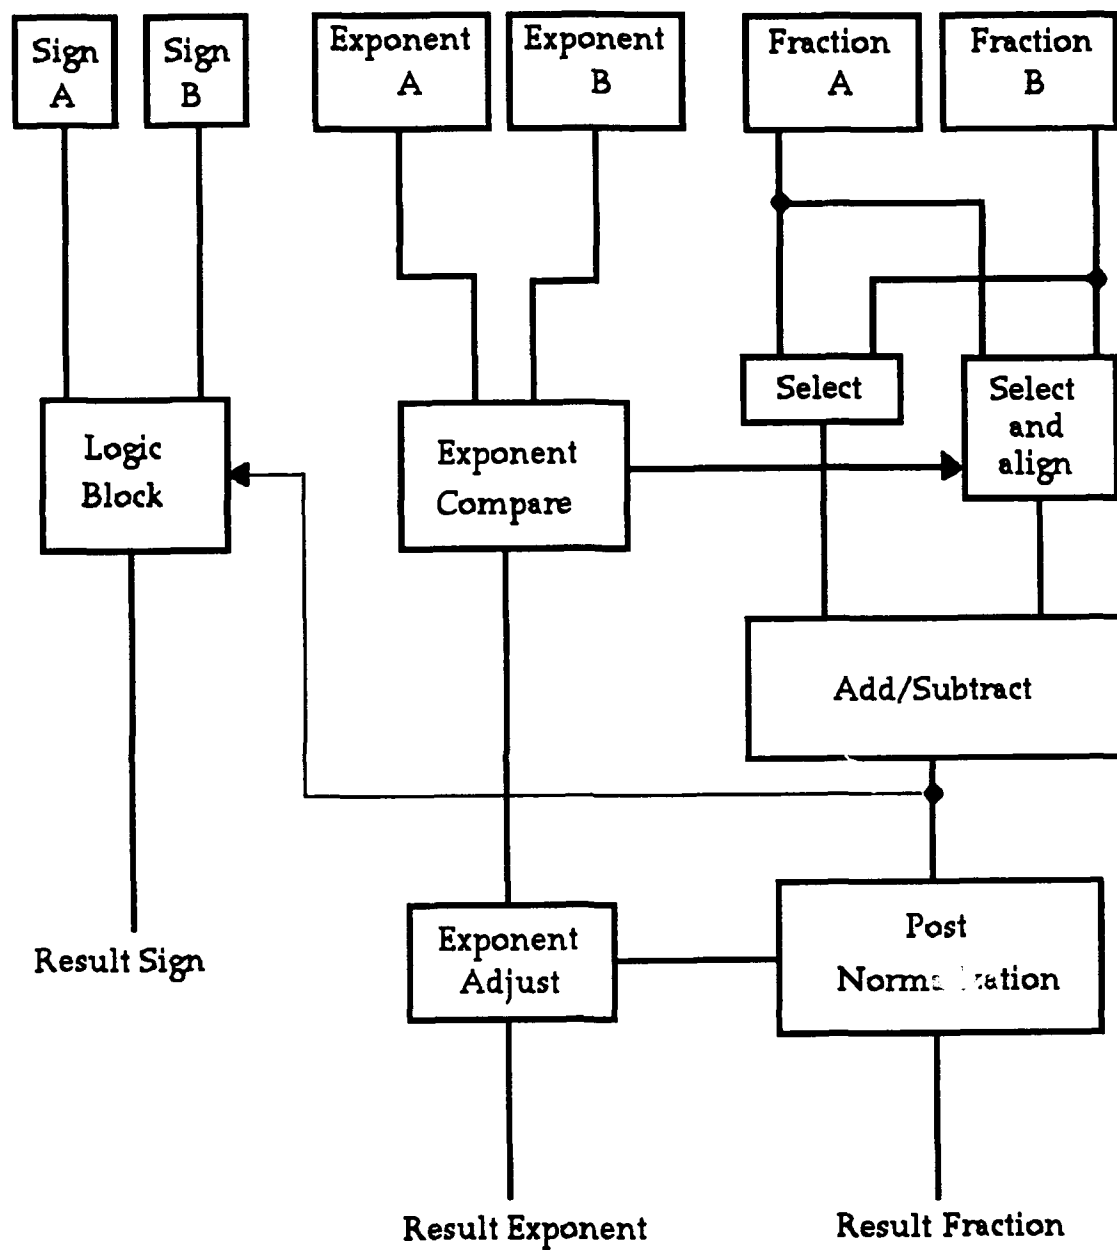 Sign
A
Sign
B
Exponent
A
Exponent
B
Fraction
A
Fraction
B
Select
Select
and
align
Logic
Block
Exponent
Compare
Add/Subtract
Post
Normalization
Exponent
Adjust
Result Sign
Result Exponent
Result Fraction